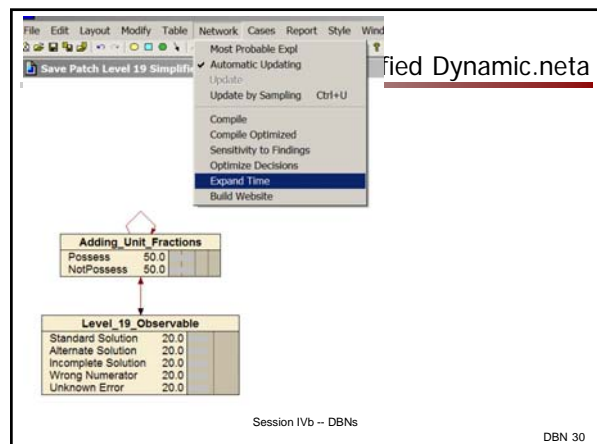 File Edit Layout Modify Table Network Cases Report Style Wind
Save Patch Level 19 Simplifie
fied Dynamic.neta
Most Probable Expl
✓ Automatic Updating
Update
Update by Sampling Ctrl+U
Compile
Compile Optimized
Sensitivity to Findings
Optimize Decisions
Expand Time
Build Website
Adding_Unit_Fractions
Possess 50.0
NotPossess 50.0
Level_19_Observable
Standard Solution 20.0
Alternate Solution 20.0
Incomplete Solution 20.0
Wrong Numerator 20.0
Unknown Error 20.0
Session IVb -- DBNs
DBN 30